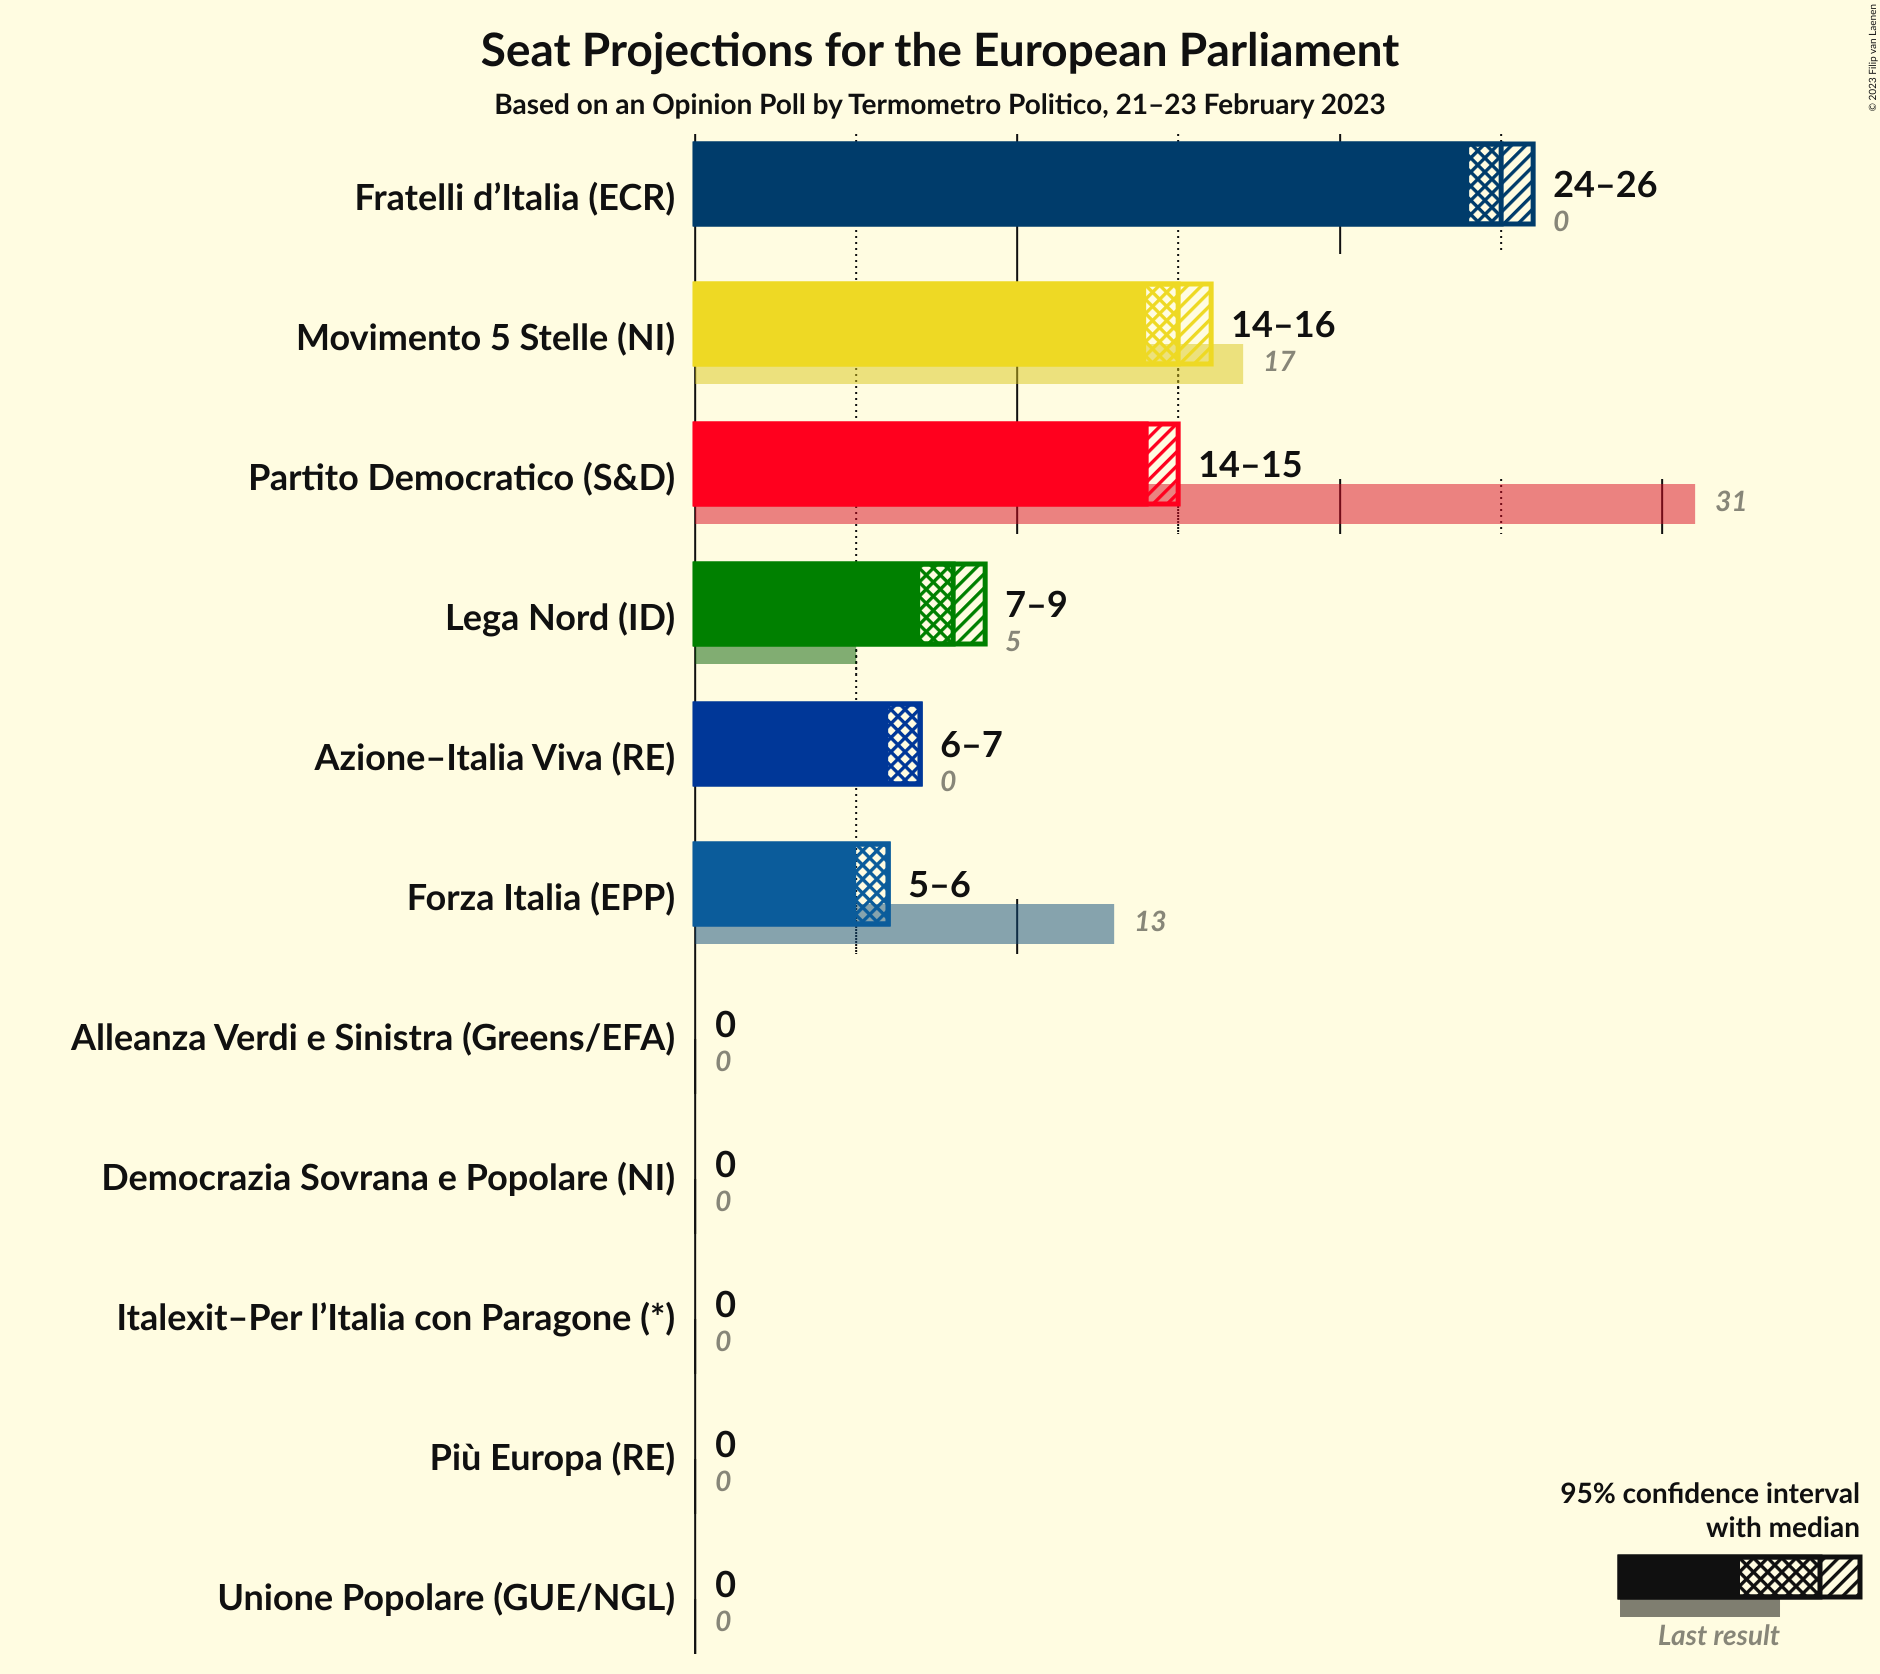 Seat Projections for the European Parliament
Based on an Opinion Poll by Termometro Politico, 21–23 February 2023
© 2023 Filip van Laenen
Fratelli d’Italia (ECR)
24–26
0
Movimento 5 Stelle (NI)
14–16
17
Partito Democratico (S&D)
14–15
31
Lega Nord (ID)
7–9
5
Azione–Italia Viva (RE)
6–7
0
Forza Italia (EPP)
5–6
13
Alleanza Verdi e Sinistra (Greens/EFA)
0
0
Democrazia Sovrana e Popolare (NI)
0
0
Italexit–Per l’Italia con Paragone (*)
0
0
Più Europa (RE)
0
0
Unione Popolare (GUE/NGL)
0
0
95% confidence interval
with median
Last result